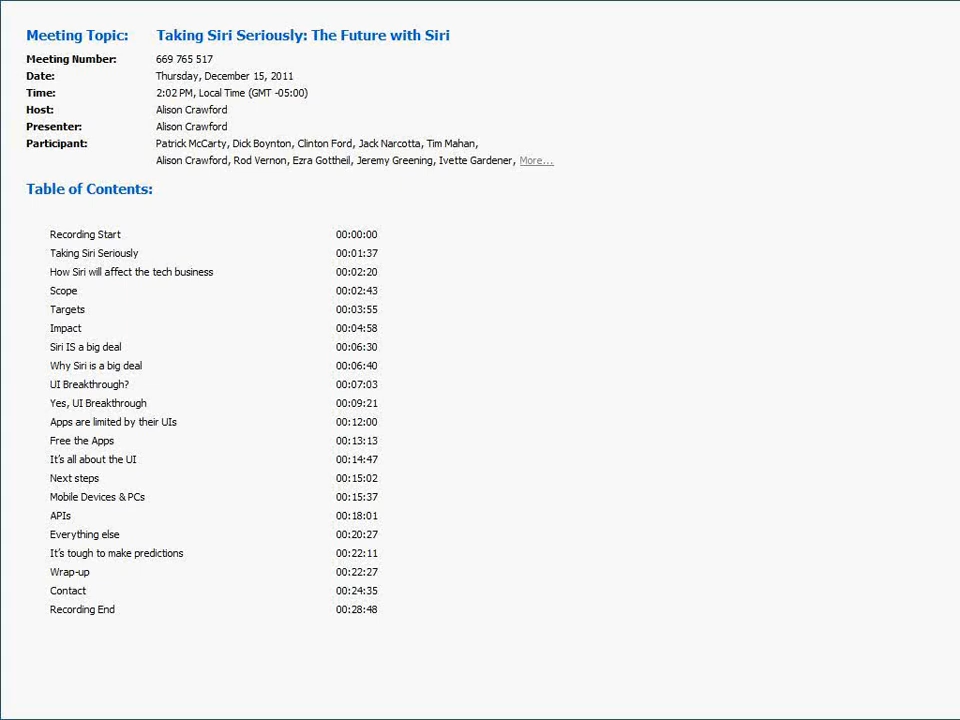 Meeting Topic: Taking Siri Seriously: The Future with Siri
Meeting Number: 669 765 517
Date: Thursday, December 15, 2011
Time: 2:02 PM, Local Time (GMT -05:00)
Host: Alison Crawford
Presenter: Alison Crawford
Participant: Patrick McCarty, Dick Boynton, Clinton Ford, Jack Narcotta, Tim Mahan,
Alison Crawford, Rod Vernon, Ezra Gottheil, Jeremy Greening, Ivette Gardener, More...
Table of Contents:
Recording Start 00:00:00
Taking Siri Seriously 00:01:37
How Siri will affect the tech business 00:02:20
Scope 00:02:43
Targets 00:03:55
Impact 00:04:58
Siri IS a big deal 00:06:30
Why Siri is a big deal 00:06:40
UI Breakthrough? 00:07:03
Yes, UI Breakthrough 00:09:21
Apps are limited by their UIs 00:12:00
Free the Apps 00:13:13
It's all about the UI 00:14:47
Next steps 00:15:02
Mobile Devices & PCs 00:15:37
APIs 00:18:01
Everything else 00:20:27
It's tough to make predictions 00:22:11
Wrap-up 00:22:27
Contact 00:24:35
Recording End 00:28:48